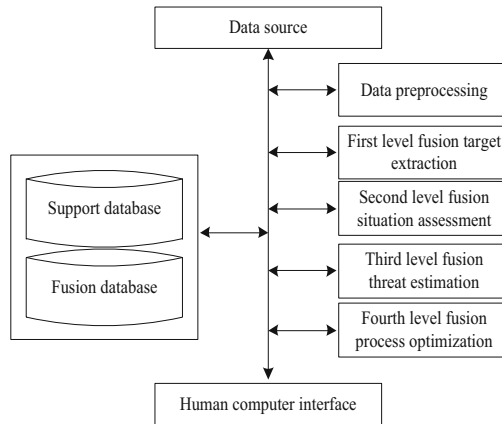 Data source
Data preprocessing
First level fusion target
extraction
Second level fusion
situation assessment
Third level fusion
threat estimation
Fourth level fusion
process optimization
Support database
Fusion database
Human computer interface